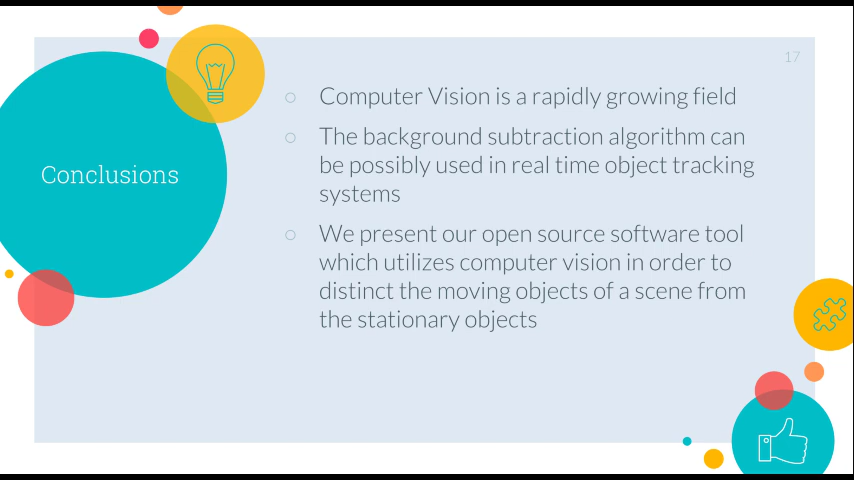 17
Conclusions
Computer Vision is a rapidly growing field
The background subtraction algorithm can
be possibly used in real time object tracking
systems
We present our open source software tool
which utilizes computer vision in order to
distinct the moving objects of a scene from
the stationary objects